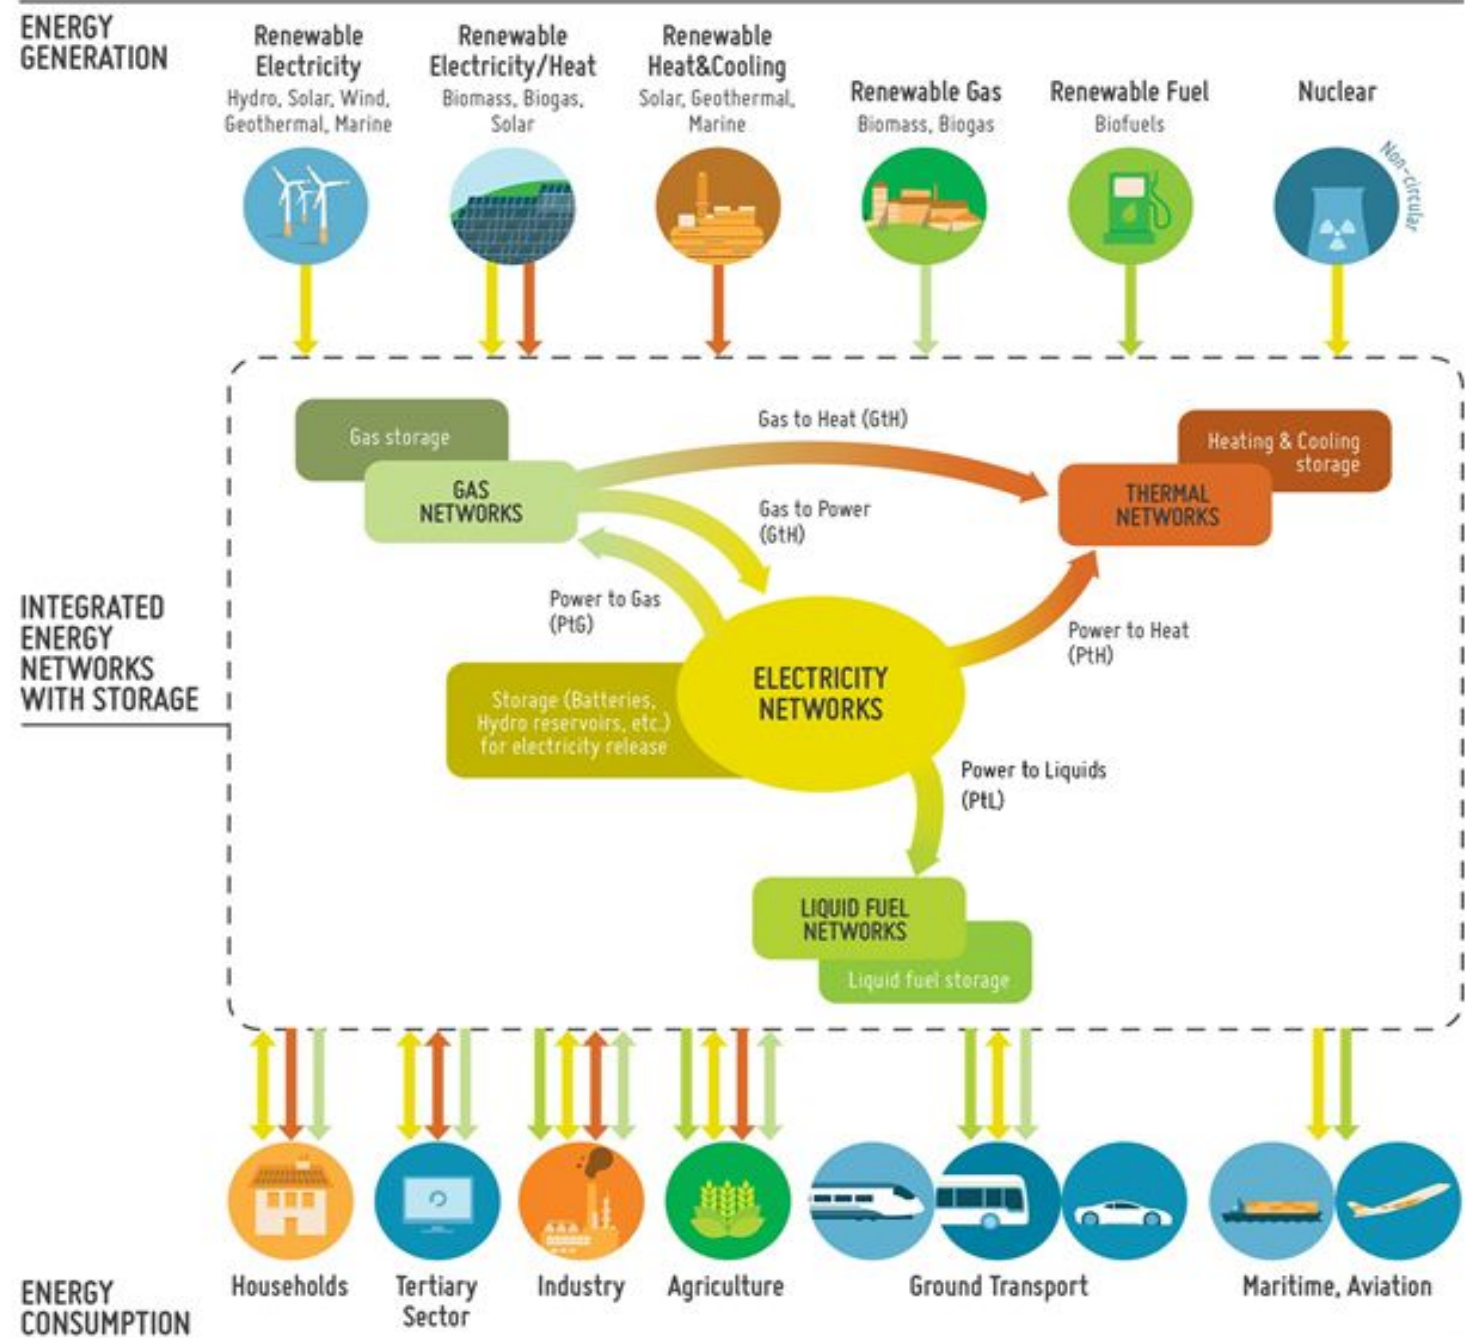 ENERGY
GENERATION
Renewable
Electricity
Hydro, Solar, Wind,
Geothermal, Marine
Renewable
Electricity/Heat
Biomass, Biogas,
Solar
Renewable
Heat&Cooling
Solar, Geothermal,
Marine
Renewable Gas
Biomass, Biogas
Renewable Fuel
Biofuels
Nuclear
Non-circular
INTEGRATED
ENERGY
NETWORKS
WITH STORAGE
Gas storage
GAS
NETWORKS
Gas to Heat (GtH)
Heating & Cooling
storage
THERMAL
NETWORKS
Gas to Power
(GtH)
Power to Gas
(PtG)
Power to Heat
(PtH)
ELECTRICITY
NETWORKS
Storage (Batteries,
Hydro reservoirs, etc.)
for electricity release
Power to Liquids
(PtL)
LIQUID FUEL
NETWORKS
Liquid fuel storage
ENERGY
CONSUMPTION
Households
Tertiary
Sector
Industry
Agriculture
Ground Transport
Maritime, Aviation